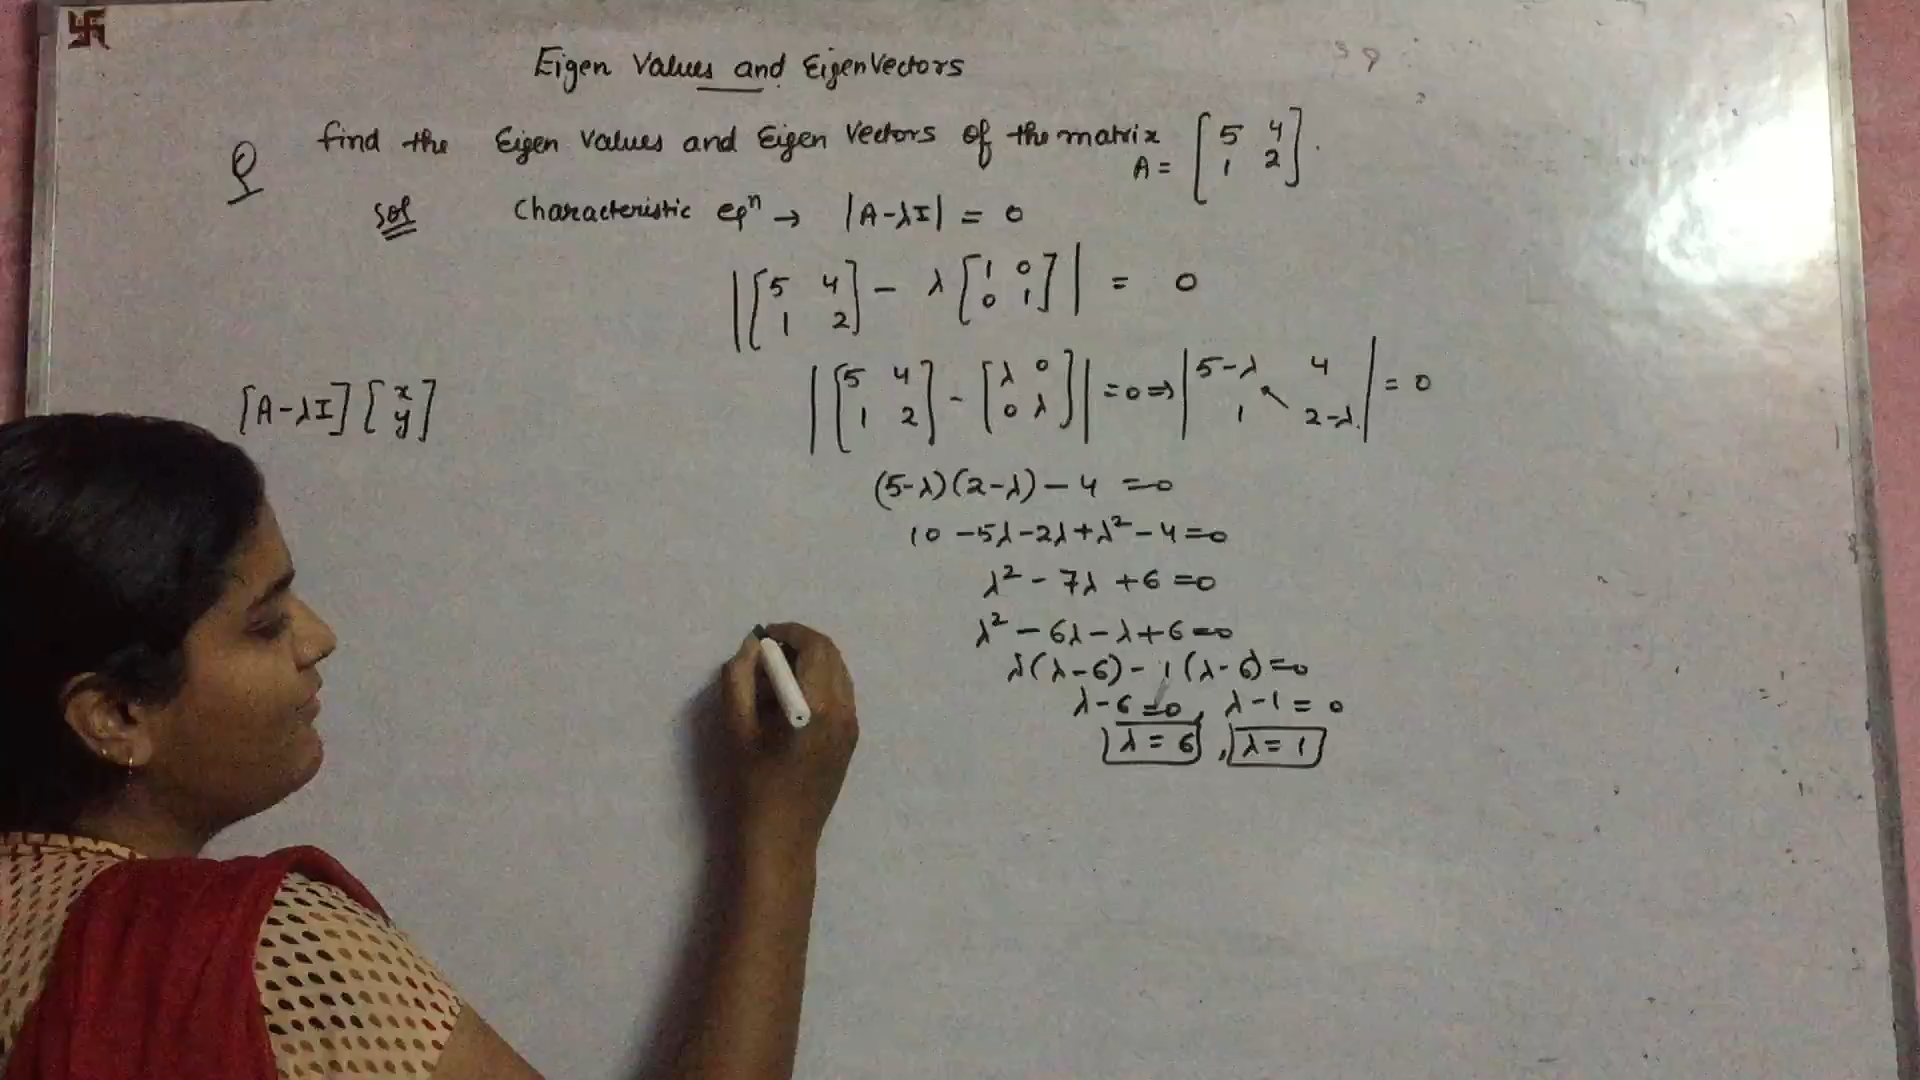 Eigen Values and EigenVectors
Q find the Eigen Values and Eigen Vectors of the matrix A = [5 4 1 2].
Sol Characteristic eqⁿ → |A-λI| = 0
|[5 4 1 2] - λ[1 0 0 1]| = 0
|[5 4 1 2] - [λ 0 0 λ]| = 0 ⇒ |5-λ 4 1 2-λ| = 0
[A-λI] [x y]
(5-λ)(2-λ) - 4 = 0
10 - 5λ - 2λ + λ² - 4 = 0
λ² - 7λ + 6 = 0
λ² - 6λ - λ + 6 = 0
λ(λ-6) - 1(λ-6) = 0
λ-6 = 0, λ-1 = 0
λ = 6, λ = 1